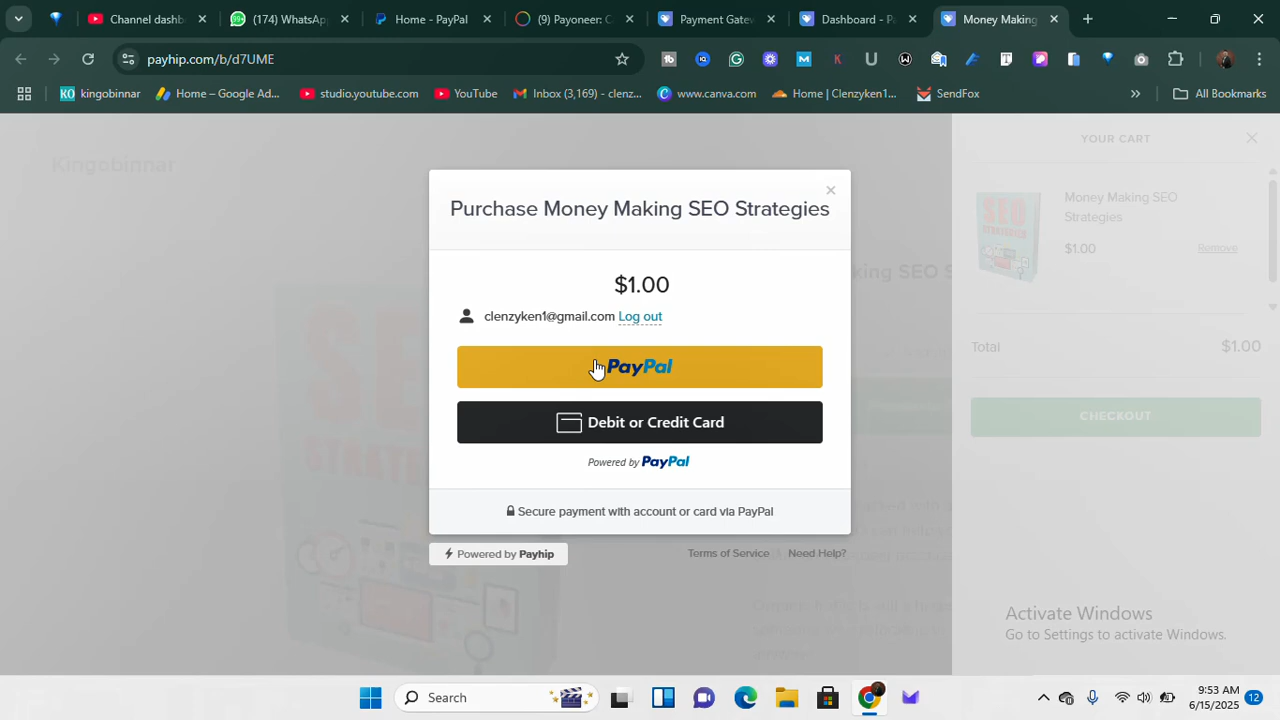 Channel dashb
(174) WhatsApp
Home - PayPal
(9) Payoneer: C
Payment Gatew
Dashboard - P
Money Making
payhip.com/b/d7UME
kingobinnar
Home – Google Ad...
studio.youtube.com
YouTube
Inbox (3,169) - clenz...
www.canva.com
Home | Clenzyken1...
SendFox
All Bookmarks
Kingobinnar
YOUR CART
Purchase Money Making SEO Strategies
Money Making SEO
Strategies
$1.00
Remove
$1.00
clenzyken1@gmail.com Log out
Total
$1.00
PayPal
CHECKOUT
Debit or Credit Card
Powered by PayPal
Secure payment with account or card via PayPal
Powered by Payhip
Terms of Service
Need Help?
Activate Windows
Go to Settings to activate Windows.
Search
9:53 AM
6/15/2025
12